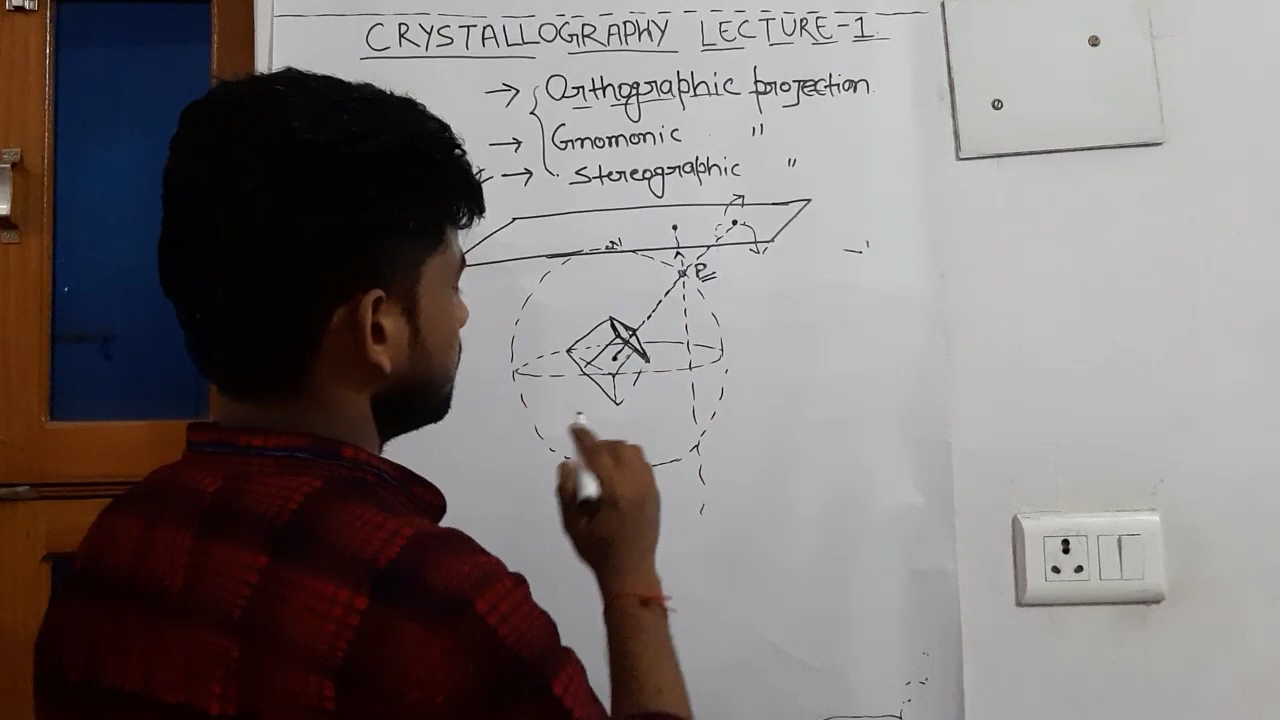 CRYSTALLOGRAPHY LECTURE-1.
→ Orthographic projection.
→ Gnomonic "
→ Stereographic "
P